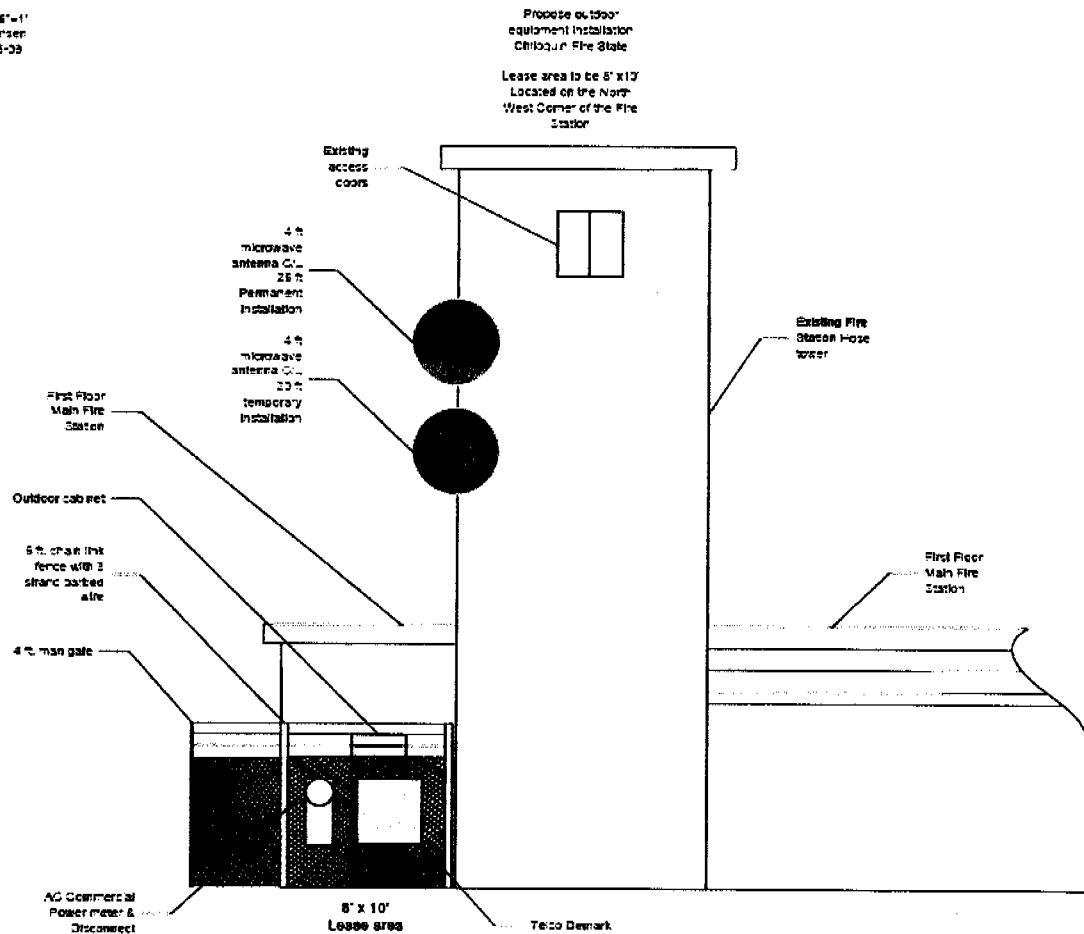 Propose outdoor
equipment installation
Chiloquin Fire State
Lease area to be 8' x10'
Located on the North
West Corner of the Fire
Station
Existing
access
doors
4 ft
microwave
antenna C/L
ft
Permanent
Installation
4 ft
microwave
antenna C/L
ft
temporary
Installation
Existing Fire
Station Hose
tower
First Floor
Main Fire
Station
Outdoor cabinet
ft. chain link
fence with 3
strand barbed
wire
First Floor
Main Fire
Station
4 ft. man gate
AC Commercial
Power meter &
Disconnect
8' x 10'
Lease area
Telco Demark